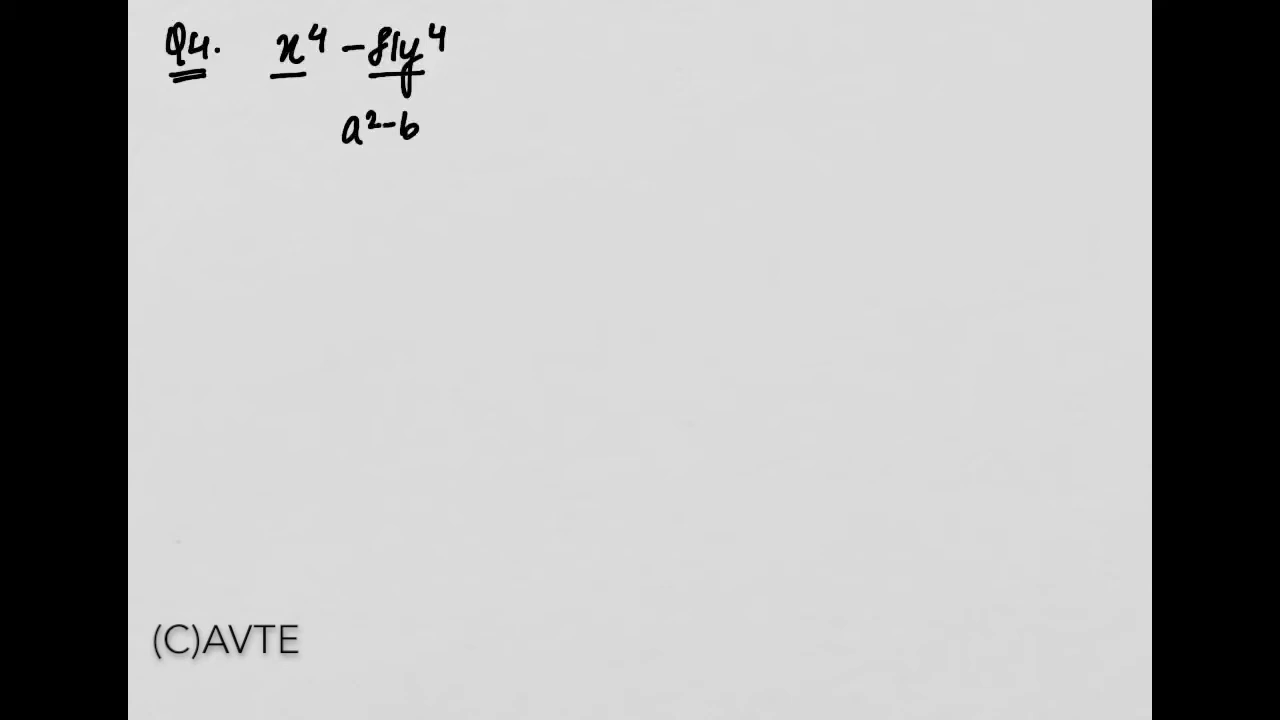 Q4. x⁴ - 81y⁴
a² - b
(C)AVTE